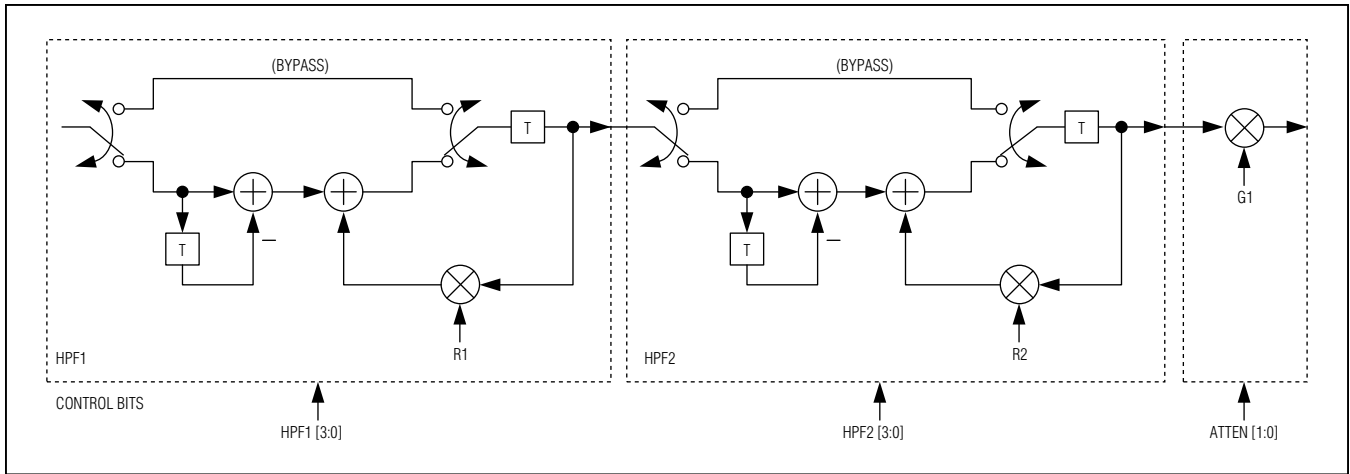 (BYPASS)
(BYPASS)
T
T
+
+
+
+
G1
T
−
T
−
R1
R2
HPF1
HPF2
CONTROL BITS
HPF1 [3:0]
HPF2 [3:0]
ATTEN [1:0]